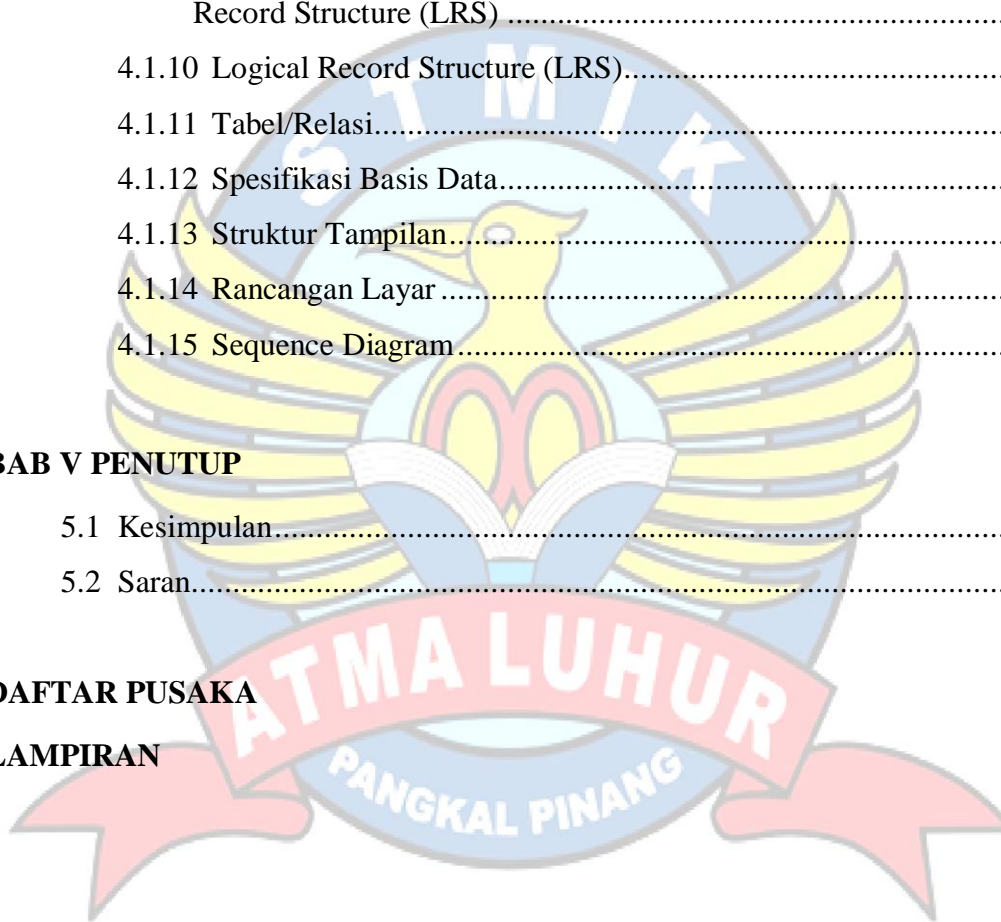 Record Structure (LRS) ........................................................
4.1.10 Logical Record Structure (LRS)........................................
4.1.11 Tabel/Relasi................................................................
4.1.12 Spesifikasi Basis Data...................................................
4.1.13 Struktur Tampilan........................................................
4.1.14 Rancangan Layar .........................................................
4.1.15 Sequence Diagram.......................................................
BAB V PENUTUP
5.1 Kesimpulan.....................................................................
5.2 Saran..............................................................................
DAFTAR PUSAKA
LAMPIRAN
STMIK
ATMA LUHUR
PANGKAL PINANG